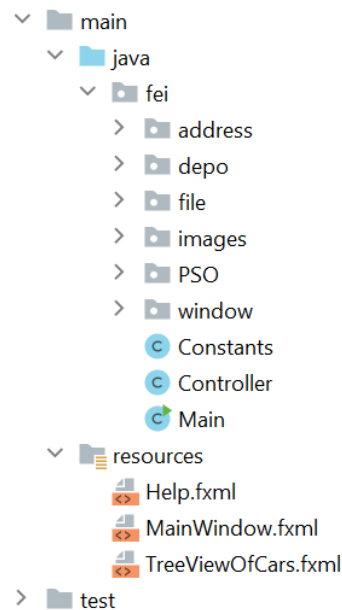 main
java
fei
address
depo
file
images
PSO
window
C Constants
C Controller
C Main
resources
<> Help.fxml
<> MainWindow.fxml
<> TreeViewOfCars.fxml
test